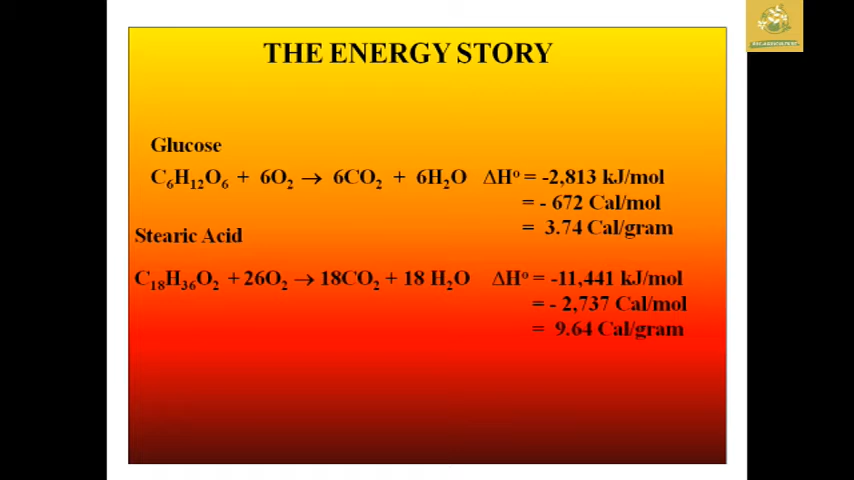 THE ENERGY STORY
Glucose
C₆H₁₂O₆ + 6O₂ → 6CO₂ + 6H₂O ΔHº = -2,813 kJ/mol
= - 672 Cal/mol
= 3.74 Cal/gram
Stearic Acid
C₁₈H₃₆O₂ + 26O₂ → 18CO₂ + 18 H₂O ΔHº = -11,441 kJ/mol
= - 2,737 Cal/mol
= 9.64 Cal/gram